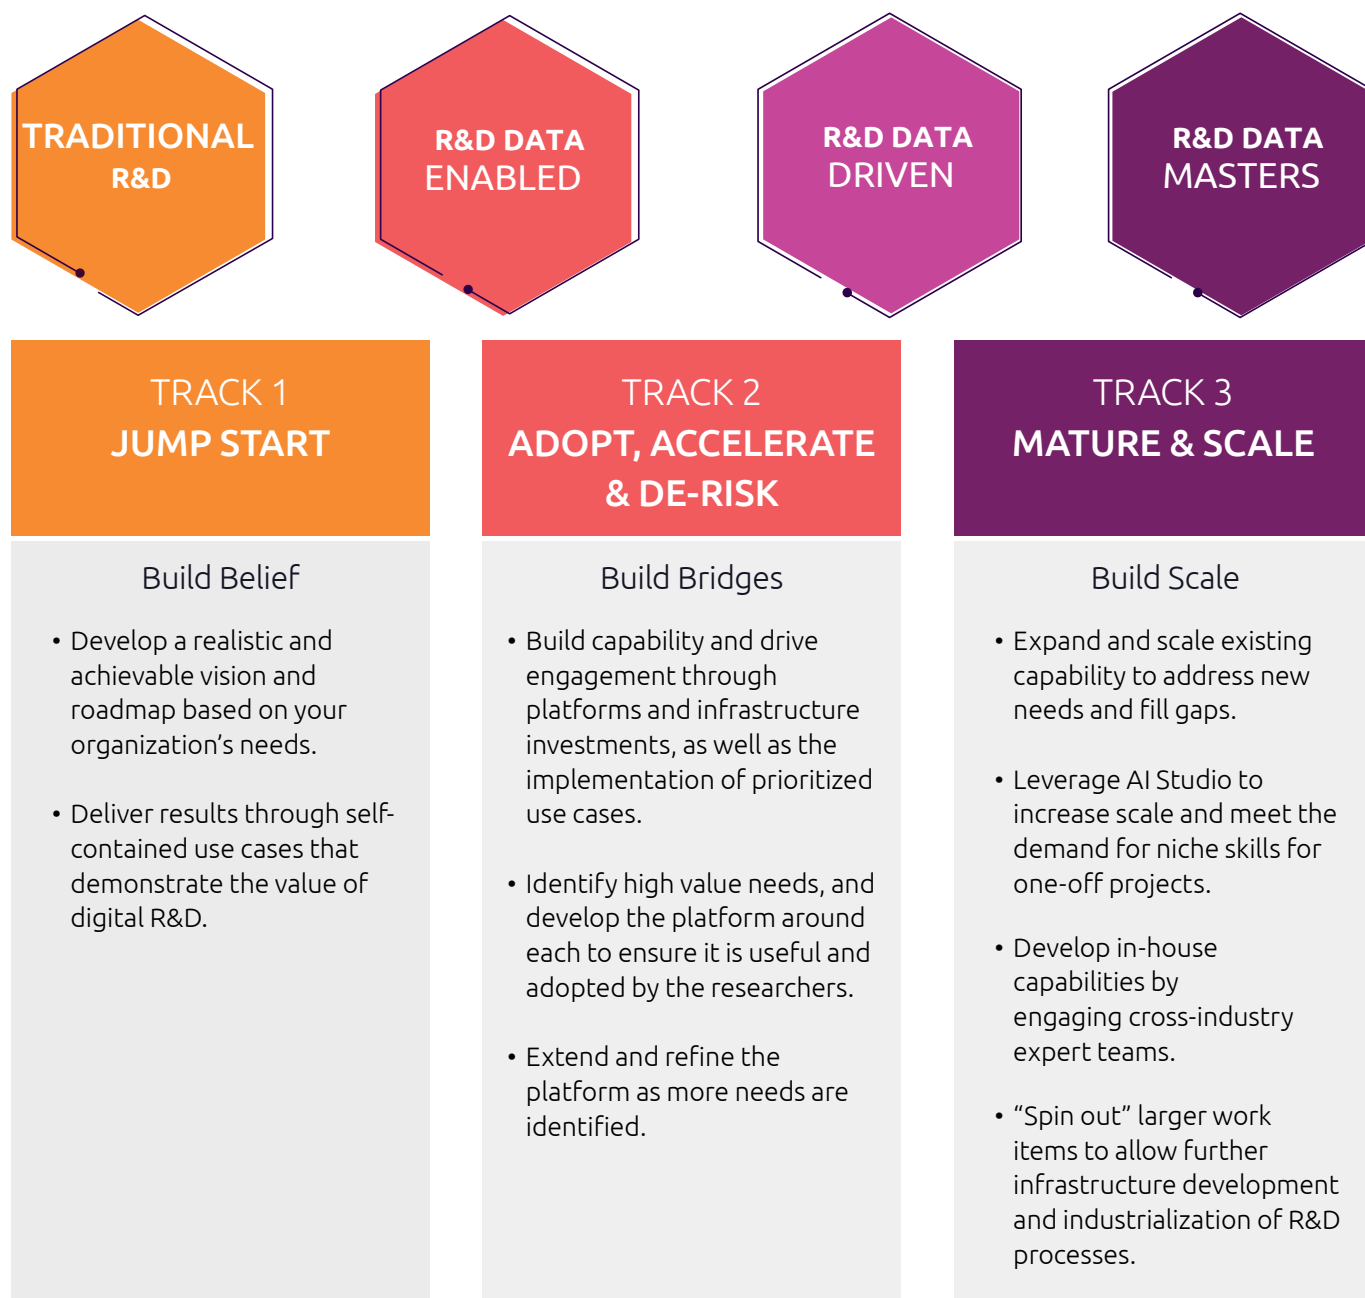 TRADITIONAL
R&D
R&D DATA
ENABLED
R&D DATA
DRIVEN
R&D DATA
MASTERS
TRACK 1
JUMP START
Build Belief
• Develop a realistic and
achievable vision and
roadmap based on your
organization’s needs.
• Deliver results through self-
contained use cases that
demonstrate the value of
digital R&D.
TRACK 2
ADOPT, ACCELERATE
& DE-RISK
Build Bridges
• Build capability and drive
engagement through
platforms and infrastructure
investments, as well as the
implementation of prioritized
use cases.
• Identify high value needs, and
develop the platform around
each to ensure it is useful and
adopted by the researchers.
• Extend and refine the
platform as more needs are
identified.
TRACK 3
MATURE & SCALE
Build Scale
• Expand and scale existing
capability to address new
needs and fill gaps.
• Leverage AI Studio to
increase scale and meet the
demand for niche skills for
one-off projects.
• Develop in-house
capabilities by
engaging cross-industry
expert teams.
• “Spin out” larger work
items to allow further
infrastructure development
and industrialization of R&D
processes.